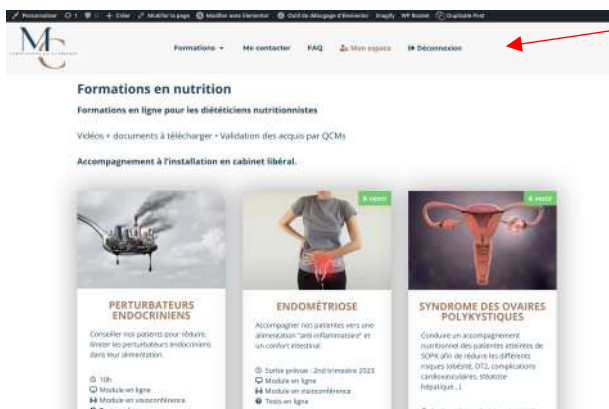 Personnaliser 1 + Créer Modifier la page Modifier avec Elementor Outil de débogage d'Elementor Imagify WP Rocket Duplicate Post
MC
Formations Me contacter FAQ Mon espace Déconnexion
Formations en nutrition
Formations en ligne pour les diététiciens nutritionnistes
Vidéos + documents à télécharger • Validation des acquis par QCMs
Accompagnement à l'installation en cabinet libéral.
A venir
A venir
PERTURBATEURS
ENDOCRINIENS
Conseiller nos patients pour réduire,
limiter les perturbateurs endocriniens
dans leur alimentation.
10h
Module en ligne
Module en visioconférence
ENDOMÉTRIOSE
Accompagner nos patientes vers une
alimentation "anti-inflammatoire" et
un confort intestinal.
Sortie prévue : 2nd trimestre 2023
Module en ligne
Module en visioconférence
Tests en ligne
SYNDROME DES OVAIRES
POLYKYSTIQUES
Conduire un accompagnement
nutritionnel des patientes atteintes de
SOPK afin de réduire les différents
risques (obésité, DT2, complications
cardiovasculaires, stéatose
hépatique...).